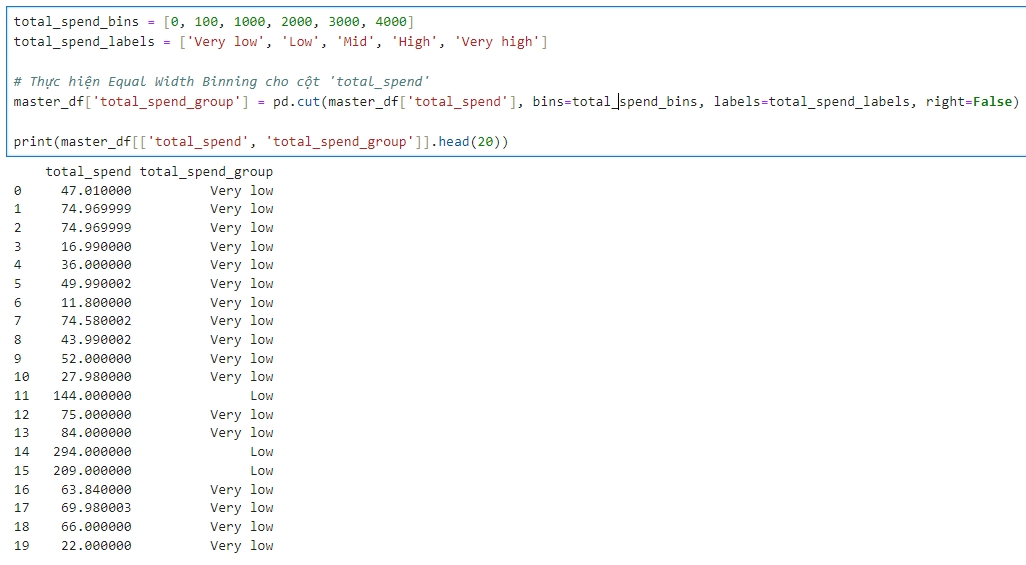 total_spend_bins = [0, 100, 1000, 2000, 3000, 4000]
total_spend_labels = ['Very low', 'Low', 'Mid', 'High', 'Very high']
# Thực hiện Equal Width Binning cho cột 'total_spend'
master_df['total_spend_group'] = pd.cut(master_df['total_spend'], bins=total_spend_bins, labels=total_spend_labels, right=False)
print(master_df[['total_spend', 'total_spend_group']].head(20))
total_spend total_spend_group
0 47.010000 Very low
1 74.969999 Very low
2 74.969999 Very low
3 16.990000 Very low
4 36.000000 Very low
5 49.990002 Very low
6 11.800000 Very low
7 74.580002 Very low
8 43.990002 Very low
9 52.000000 Very low
10 27.980000 Very low
11 144.000000 Low
12 75.000000 Very low
13 84.000000 Very low
14 294.000000 Low
15 209.000000 Low
16 63.840000 Very low
17 69.980003 Very low
18 66.000000 Very low
19 22.000000 Very low